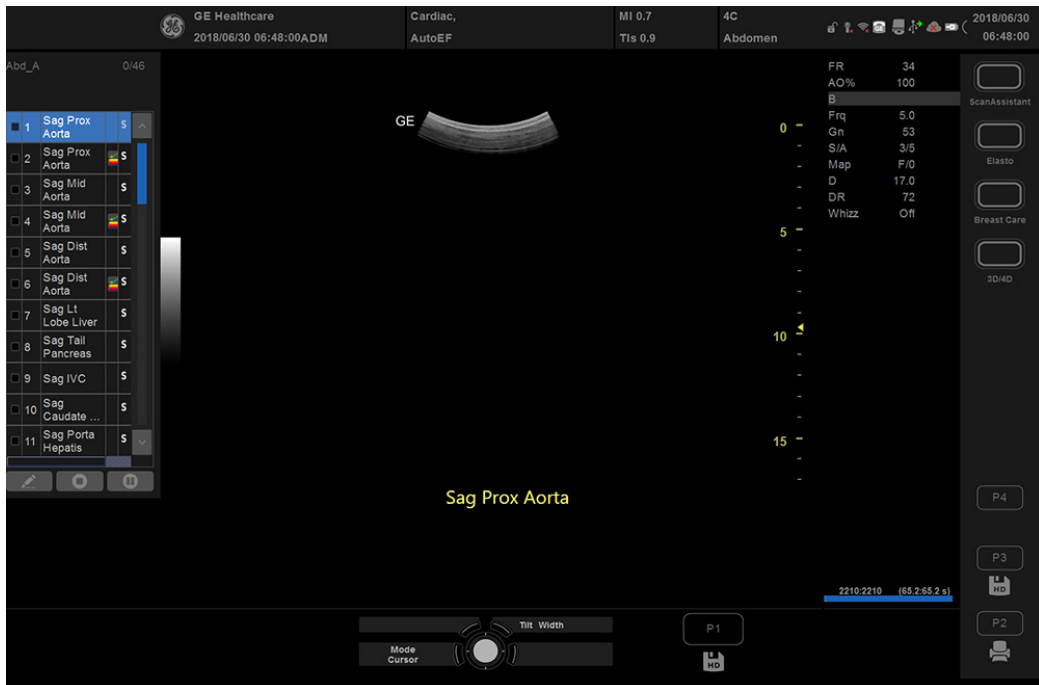 GE Healthcare
2018/06/30 06:48:00ADM
Cardiac,
AutoEF
MI 0.7
TIs 0.9
4C
Abdomen
2018/06/30
06:48:00
Abd_A 0/46
1 Sag Prox S
Aorta
2 Sag Prox S
Aorta
3 Sag Mid S
Aorta
4 Sag Mid S
Aorta
5 Sag Dist S
Aorta
6 Sag Dist S
Aorta
7 Sag Lt S
Lobe Liver
8 Sag Tail S
Pancreas
9 Sag IVC S
10 Sag S
Caudate ...
11 Sag Porta S
Hepatis
GE
0
5
10
15
Sag Prox Aorta
FR 34
AO% 100
B
Frq 5.0
Gn 53
S/A 3/5
Map F/0
D 17.0
DR 72
Whizz Off
2210:2210 (65.2:65.2 s)
ScanAssistant
Elasto
Breast Care
3D/4D
P4
P3
HD
P2
Tilt Width
Mode
Cursor
P1
HD